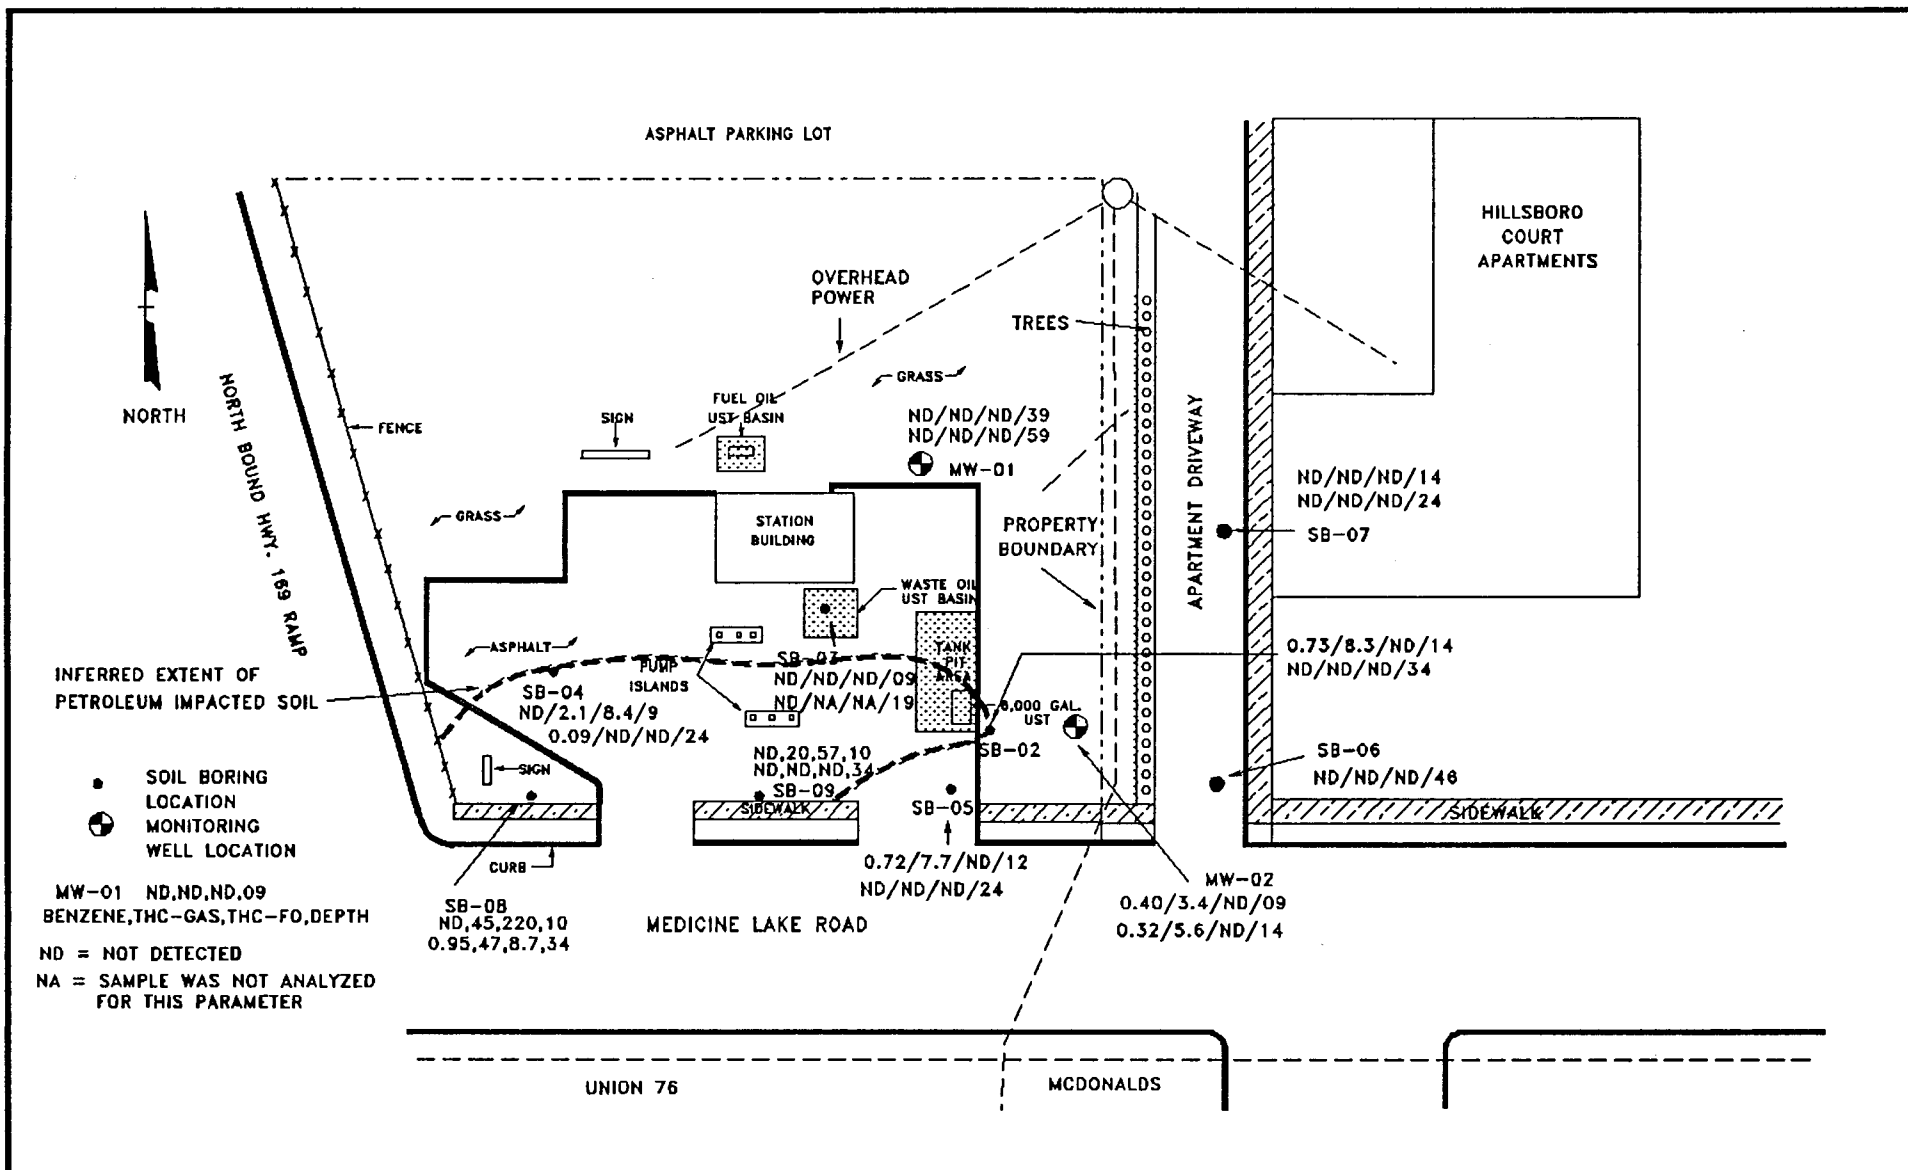 ASPHALT PARKING LOT
HILLSBORO
COURT
APARTMENTS
OVERHEAD
POWER
TREES
NORTH
NORTH BOUND HWY. 169 RAMP
FENCE
SIGN
FUEL OIL
UST BASIN
GRASS
ND/ND/ND/39
ND/ND/ND/59
MW-01
GRASS
STATION
BUILDING
PROPERTY
BOUNDARY
APARTMENT DRIVEWAY
ND/ND/ND/14
ND/ND/ND/24
SB-07
WASTE OIL
UST BASIN
ASPHALT
PUMP
ISLANDS
SB-03
ND/ND/ND/09
ND/NA/NA/19
TANK
PIT
AREA
0.73/8.3/ND/14
ND/ND/ND/34
INFERRED EXTENT OF
PETROLEUM IMPACTED SOIL
SB-04
ND/2.1/8.4/9
0.09/ND/ND/24
6,000 GAL.
UST
SB-02
SB-06
ND/ND/ND/46
ND,20,57,10
ND,ND,ND,34
SB-09
SIDEWALK
SIGN
SB-05
SIDEWALK
SOIL BORING
LOCATION
MONITORING
WELL LOCATION
CURB
0.72/7.7/ND/12
ND/ND/ND/24
MW-02
0.40/3.4/ND/09
0.32/5.6/ND/14
MW-01 ND,ND,ND,09
BENZENE,THC-GAS,THC-FO,DEPTH
SB-08
ND,45,220,10
0.95,47,8.7,34
MEDICINE LAKE ROAD
ND = NOT DETECTED
NA = SAMPLE WAS NOT ANALYZED
FOR THIS PARAMETER
UNION 76
MCDONALDS